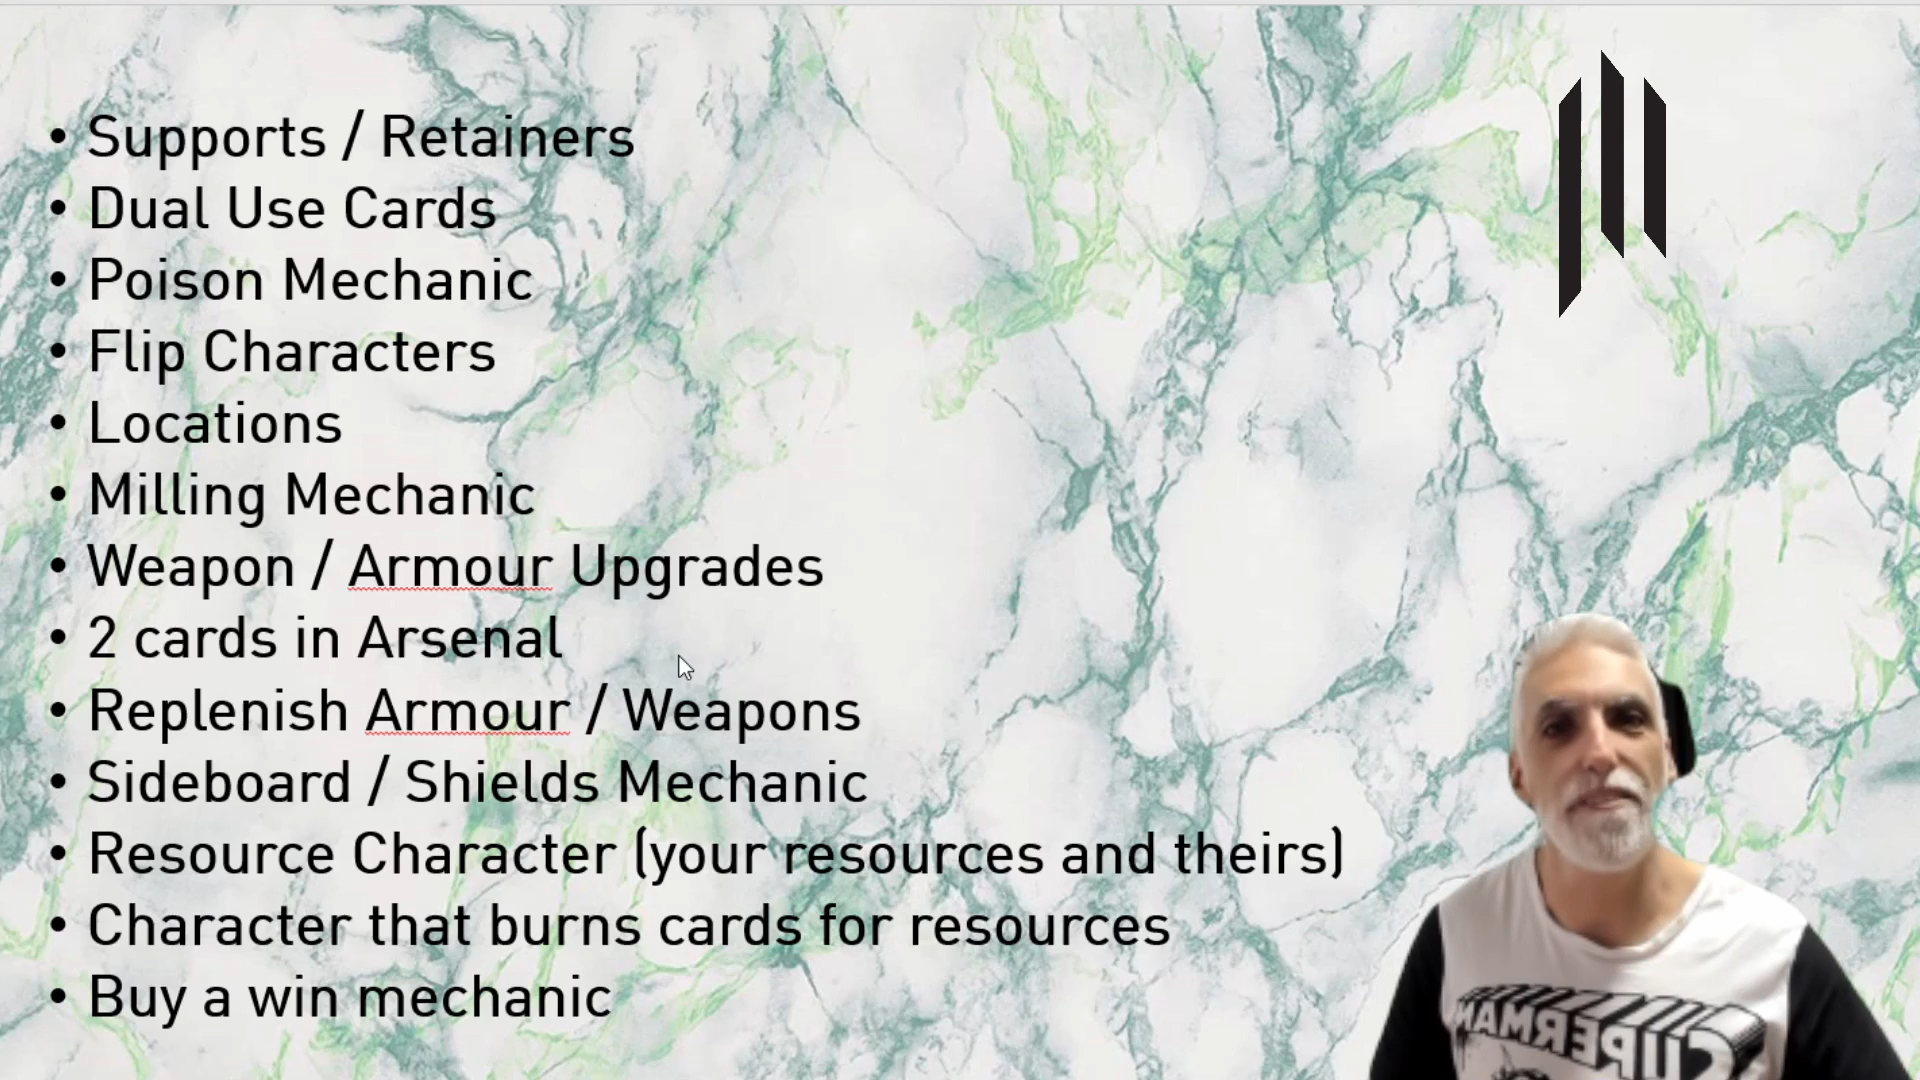 • Supports / Retainers
• Dual Use Cards
• Poison Mechanic
• Flip Characters
• Locations
• Milling Mechanic
• Weapon / Armour Upgrades
• 2 cards in Arsenal
• Replenish Armour / Weapons
• Sideboard / Shields Mechanic
• Resource Character (your resources and theirs)
• Character that burns cards for resources
• Buy a win mechanic
SUPERMAN